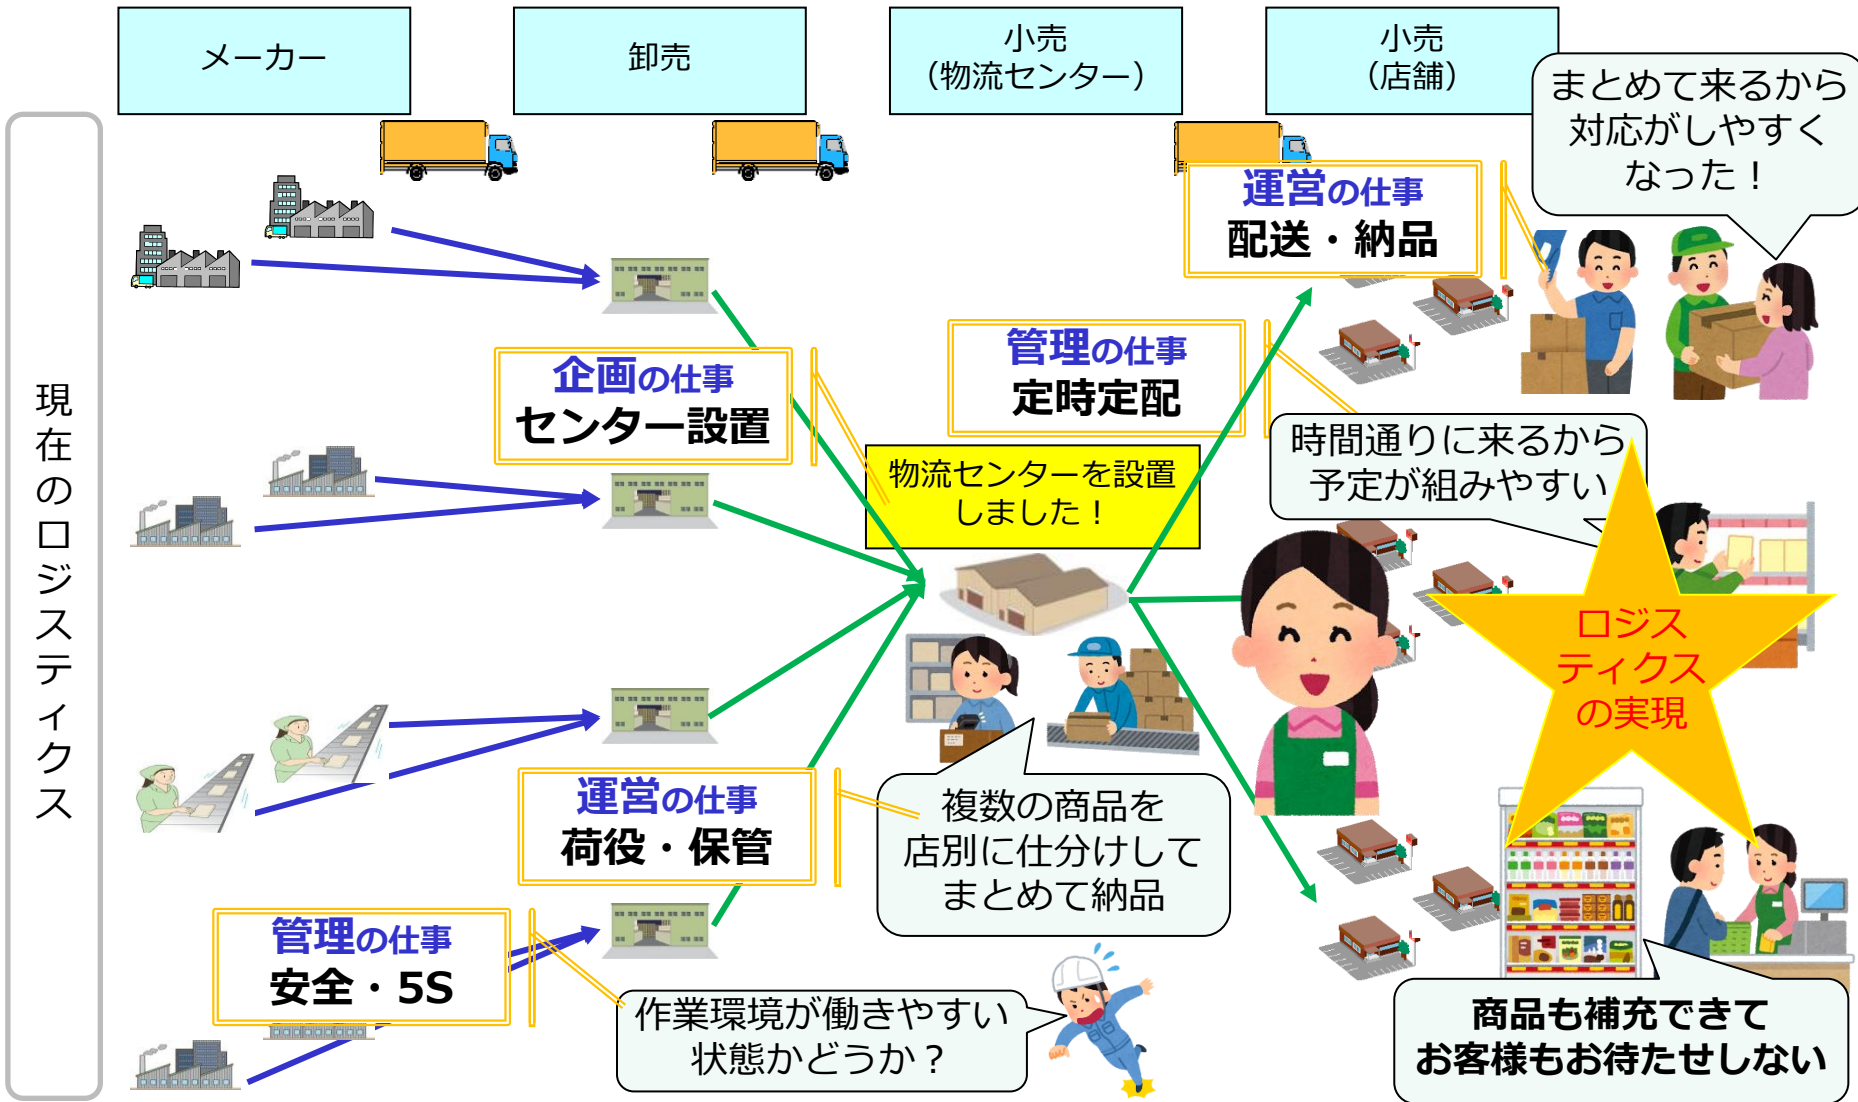 メーカー
卸売
小売
（物流センター）
小売
（店舗）
まとめて来るから
対応がしやすく
なった！
現在のロジスティクス
運営の仕事
配送・納品
管理の仕事
定時定配
企画の仕事
センター設置
物流センターを設置
しました！
時間通りに来るから
予定が組みやすい
ロジス
ティクス
の実現
運営の仕事
荷役・保管
複数の商品を
店別に仕分けして
まとめて納品
管理の仕事
安全・5S
作業環境が働きやすい
状態かどうか？
商品も補充できて
お客様もお待たせしない